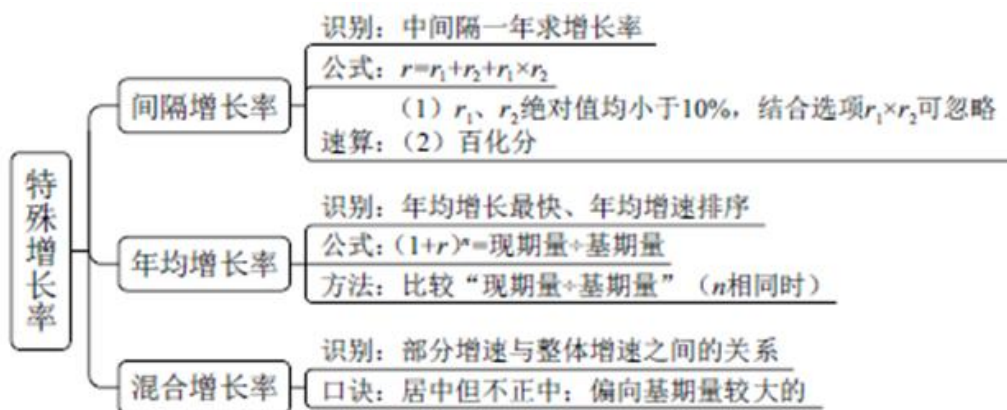 特殊增长率
间隔增长率
识别：中间隔一年求增长率
公式：r=r₁+r₂+r₁×r₂
（1）r₁、r₂绝对值均小于10%，结合选项r₁×r₂可忽略
速算：（2）百化分
年均增长率
识别：年均增长最快、年均增速排序
公式：(1+r)ⁿ=现期量÷基期量
方法：比较“现期量÷基期量”（n相同时）
混合增长率
识别：部分增速与整体增速之间的关系
口诀：居中但不正中；偏向基期量较大的